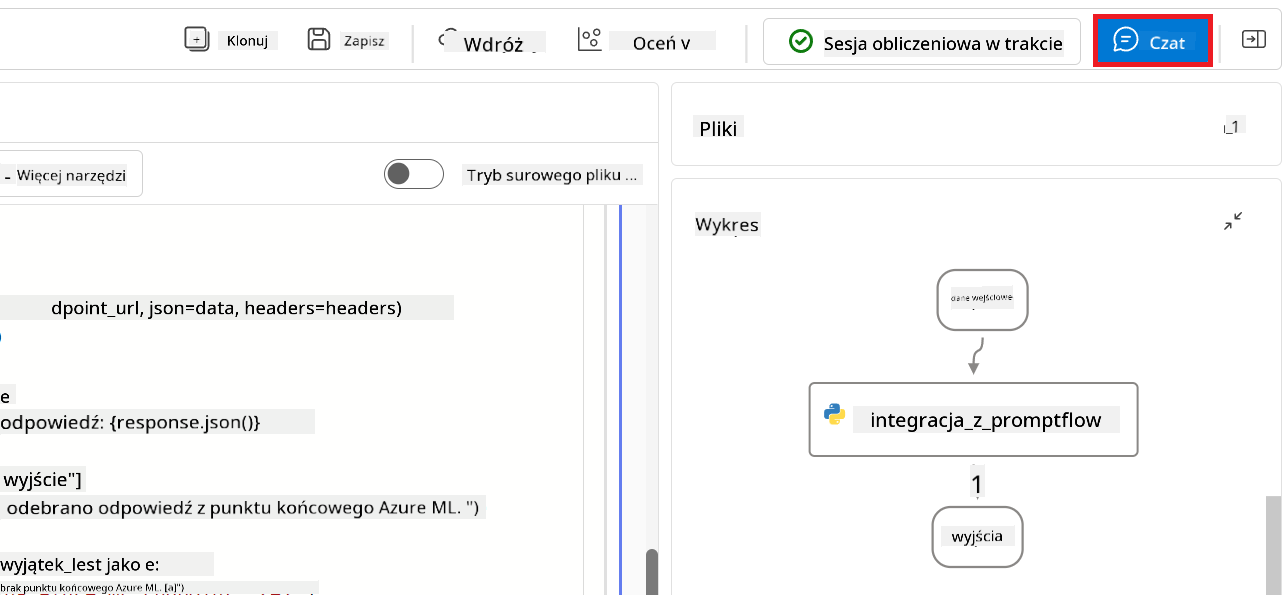 Klonuj Zapisz Wdróż Oceń v Sesja obliczeniowa w trakcie Czat
Pliki
1
- Więcej narzędzi Tryb surowego pliku ...
Wykres
dane wejściowe
dpoint_url, json=data, headers=headers)
)
e
odpowiedź: {response.json()}
integracja_z_promptflow
wyjście"]
1
odebrano odpowiedź z punktu końcowego Azure ML. ")
wyjścia
wyjątek_lest jako e:
brak punktu końcowego Azure ML. [a]")